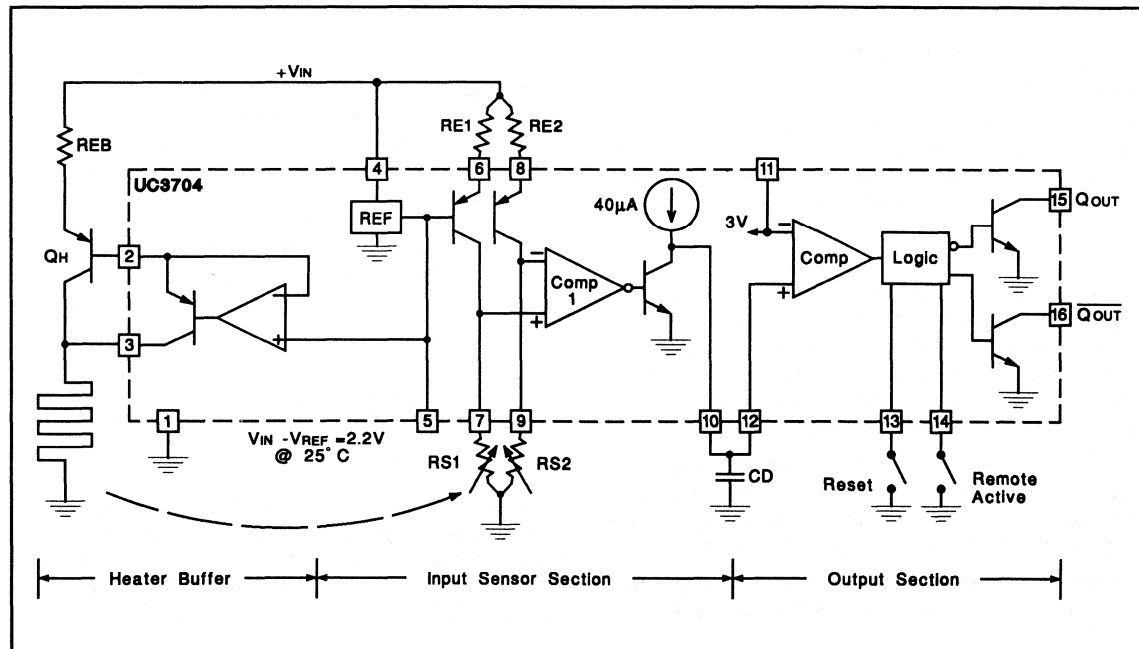 +VIN
REB
RE1
RE2
4
6
8
11
UC3704
40µA
15
QOUT
REF
3V
−
Comp
Logic
QH
2
−
−
Comp
1
+
+
+
16
QOUT
3
1
5
7
9
10
12
13
14
VIN -VREF =2.2V
@ 25°C
RS1
RS2
CD
Reset
Remote
Active
Heater Buffer
Input Sensor Section
Output Section